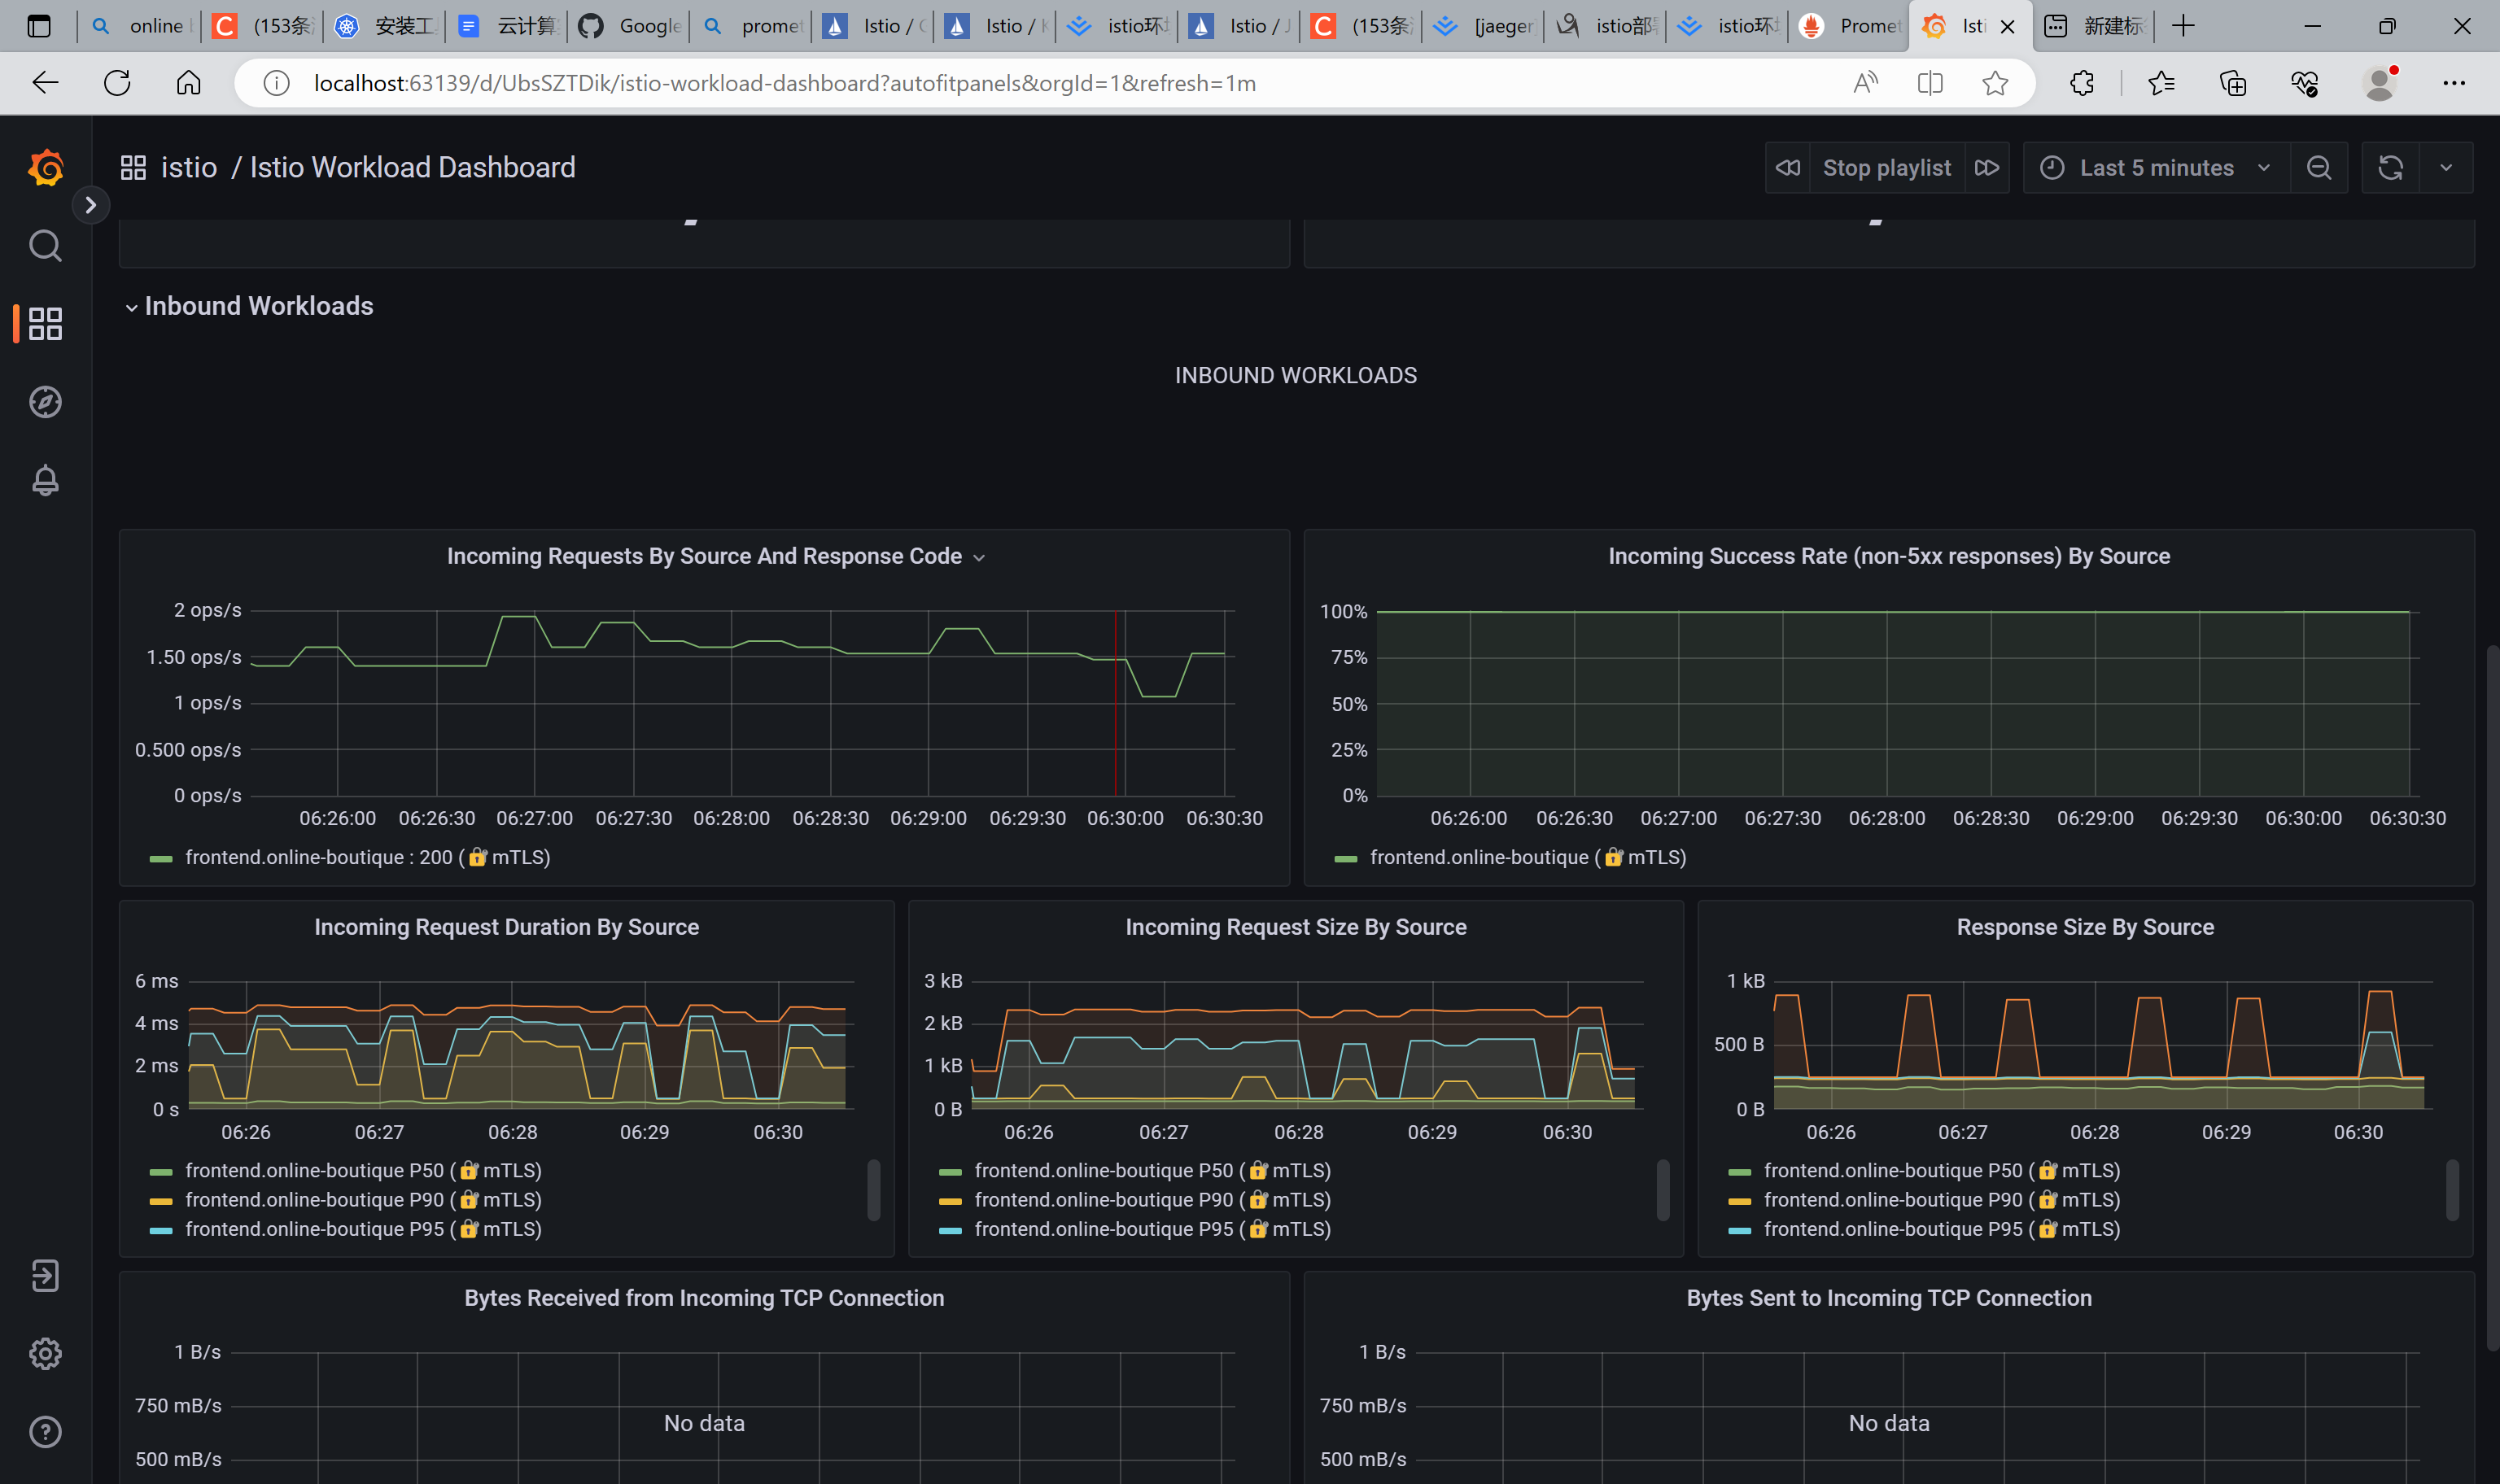 online
(153条
安装工
云计算
Google
promet
Istio /
Istio /
istio环
Istio / J
(153条
[jaeger
istio部
istio环
Promet
Isti
新建标
localhost:63139/d/UbsSZTDik/istio-workload-dashboard?autofitpanels&orgId=1&refresh=1m
istio / Istio Workload Dashboard
Stop playlist
Last 5 minutes
Inbound Workloads
INBOUND WORKLOADS
Incoming Requests By Source And Response Code
2 ops/s
1.50 ops/s
1 ops/s
0.500 ops/s
0 ops/s
06:26:00 06:26:30 06:27:00 06:27:30 06:28:00 06:28:30 06:29:00 06:29:30 06:30:00 06:30:30
frontend.online-boutique : 200 (🔐mTLS)
Incoming Success Rate (non-5xx responses) By Source
100%
75%
50%
25%
0%
06:26:00 06:26:30 06:27:00 06:27:30 06:28:00 06:28:30 06:29:00 06:29:30 06:30:00 06:30:30
frontend.online-boutique (🔐mTLS)
Incoming Request Duration By Source
6 ms
4 ms
2 ms
0 s
06:26 06:27 06:28 06:29 06:30
frontend.online-boutique P50 (🔐mTLS)
frontend.online-boutique P90 (🔐mTLS)
frontend.online-boutique P95 (🔐mTLS)
Incoming Request Size By Source
3 kB
2 kB
1 kB
0 B
06:26 06:27 06:28 06:29 06:30
frontend.online-boutique P50 (🔐mTLS)
frontend.online-boutique P90 (🔐mTLS)
frontend.online-boutique P95 (🔐mTLS)
Response Size By Source
1 kB
500 B
0 B
06:26 06:27 06:28 06:29 06:30
frontend.online-boutique P50 (🔐mTLS)
frontend.online-boutique P90 (🔐mTLS)
frontend.online-boutique P95 (🔐mTLS)
Bytes Received from Incoming TCP Connection
1 B/s
750 mB/s
500 mB/s
No data
Bytes Sent to Incoming TCP Connection
1 B/s
750 mB/s
500 mB/s
No data